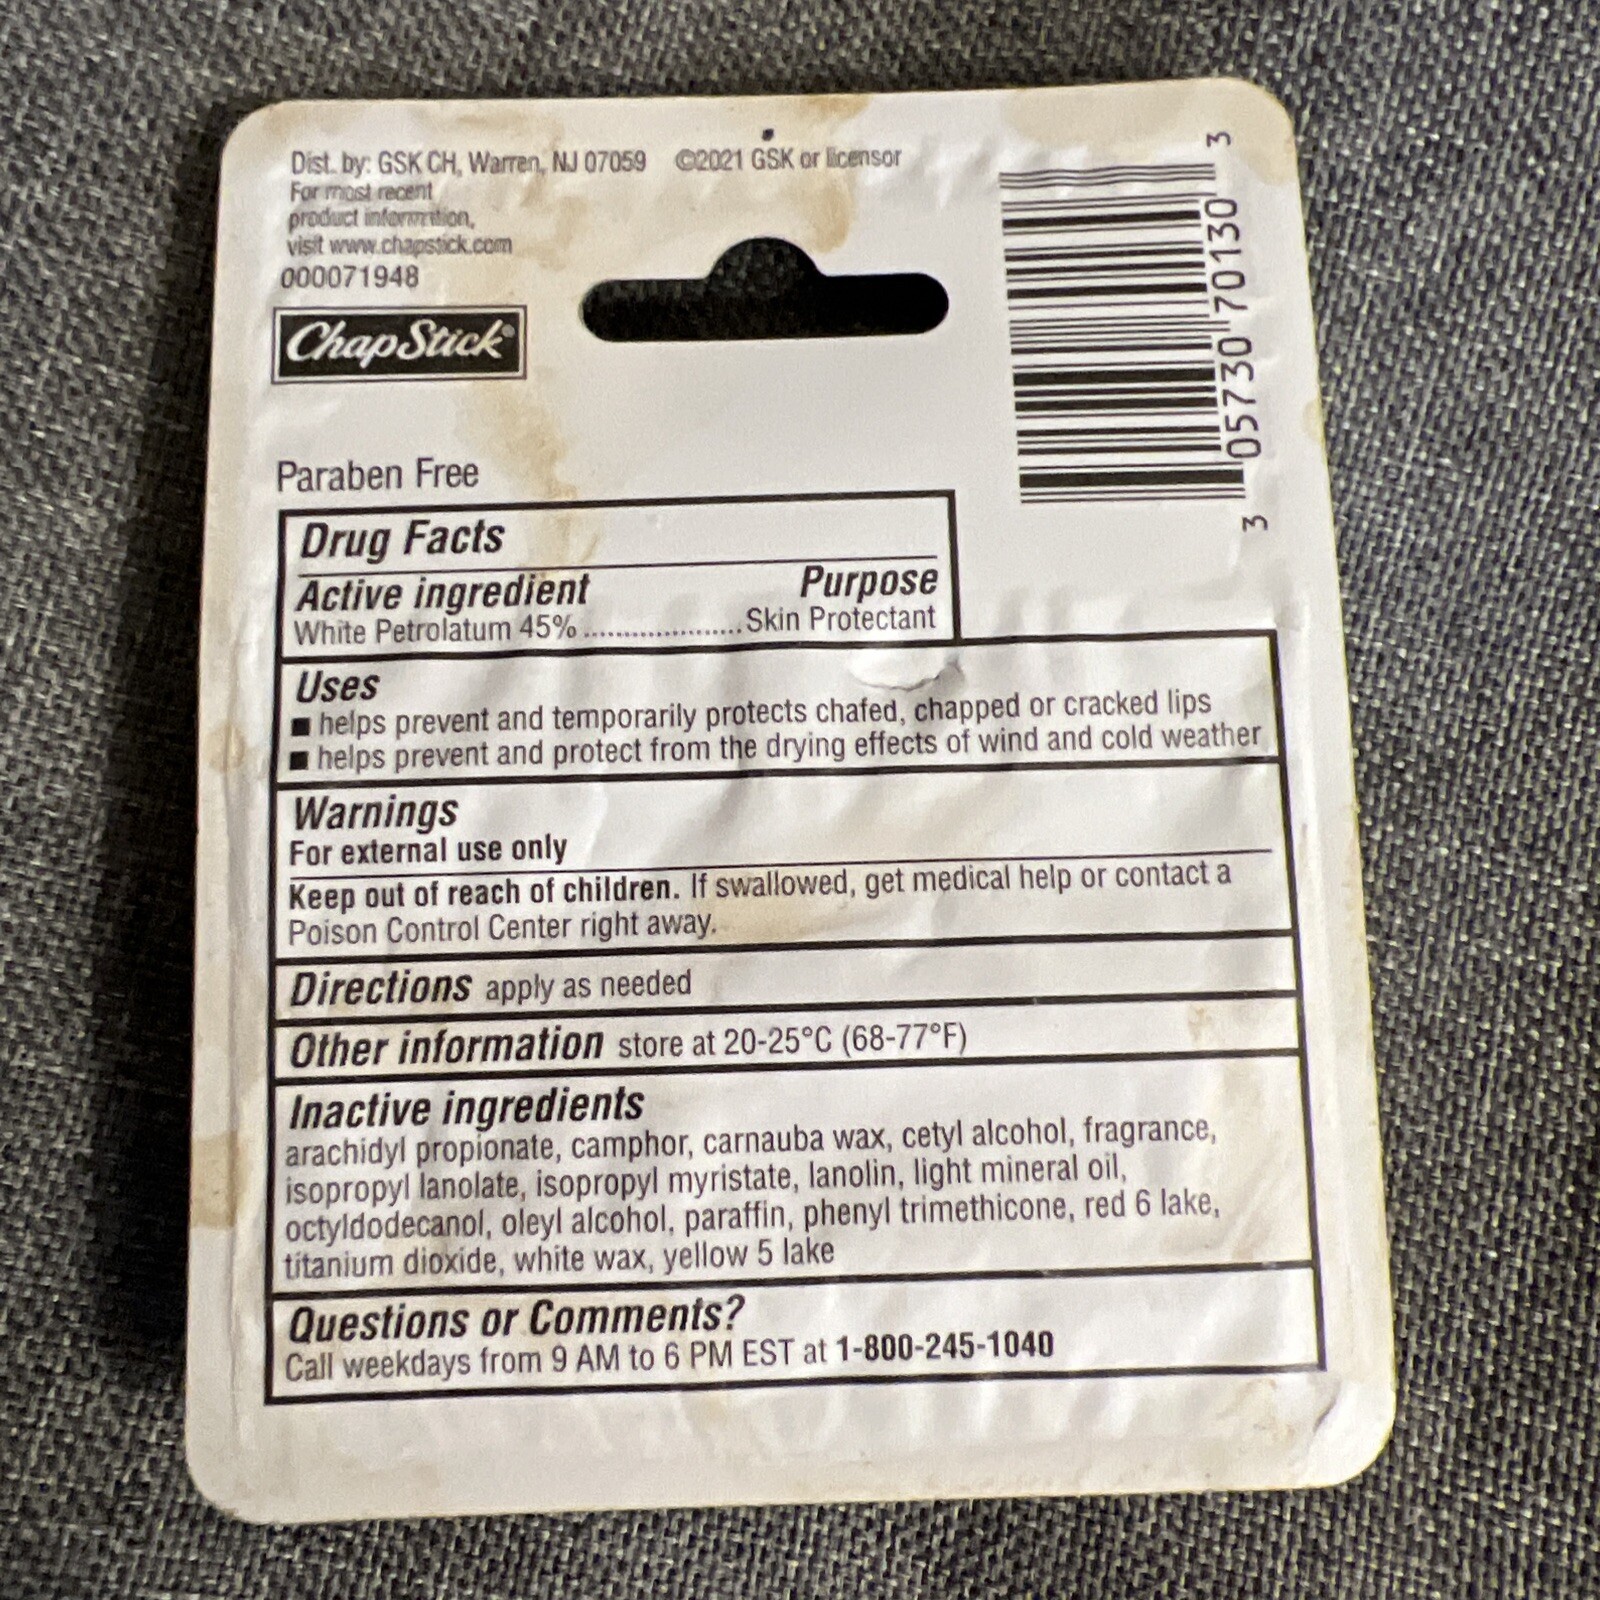 Dist. by: GSK CH, Warren, NJ 07059 ©2021 GSK or licensor
For most recent
product information,
visit www.chapstick.com
000071948
ChapStick®
3 05730 70130 3
Paraben Free
Drug Facts
Active ingredient Purpose
White Petrolatum 45% ..................... Skin Protectant
Uses
■ helps prevent and temporarily protects chafed, chapped or cracked lips
■ helps prevent and protect from the drying effects of wind and cold weather
Warnings
For external use only
Keep out of reach of children. If swallowed, get medical help or contact a
Poison Control Center right away.
Directions apply as needed
Other information store at 20-25°C (68-77°F)
Inactive ingredients
arachidyl propionate, camphor, carnauba wax, cetyl alcohol, fragrance,
isopropyl lanolate, isopropyl myristate, lanolin, light mineral oil,
octyldodecanol, oleyl alcohol, paraffin, phenyl trimethicone, red 6 lake,
titanium dioxide, white wax, yellow 5 lake
Questions or Comments?
Call weekdays from 9 AM to 6 PM EST at 1-800-245-1040